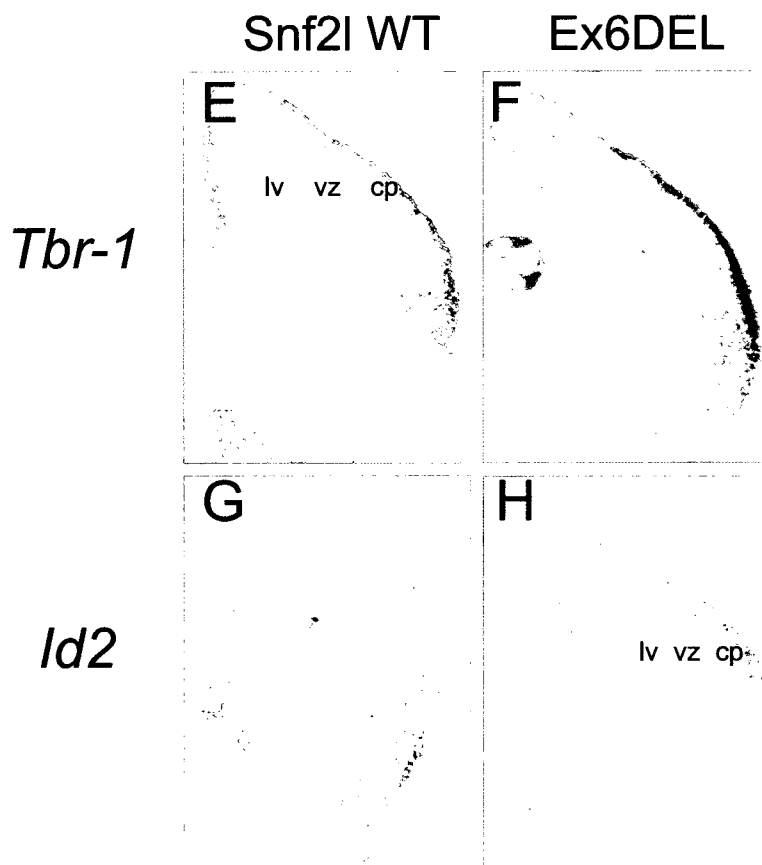 Snf2l WT Ex6DEL
E F
lv vz cp
Tbr-1
G H
Id2
lv vz cp